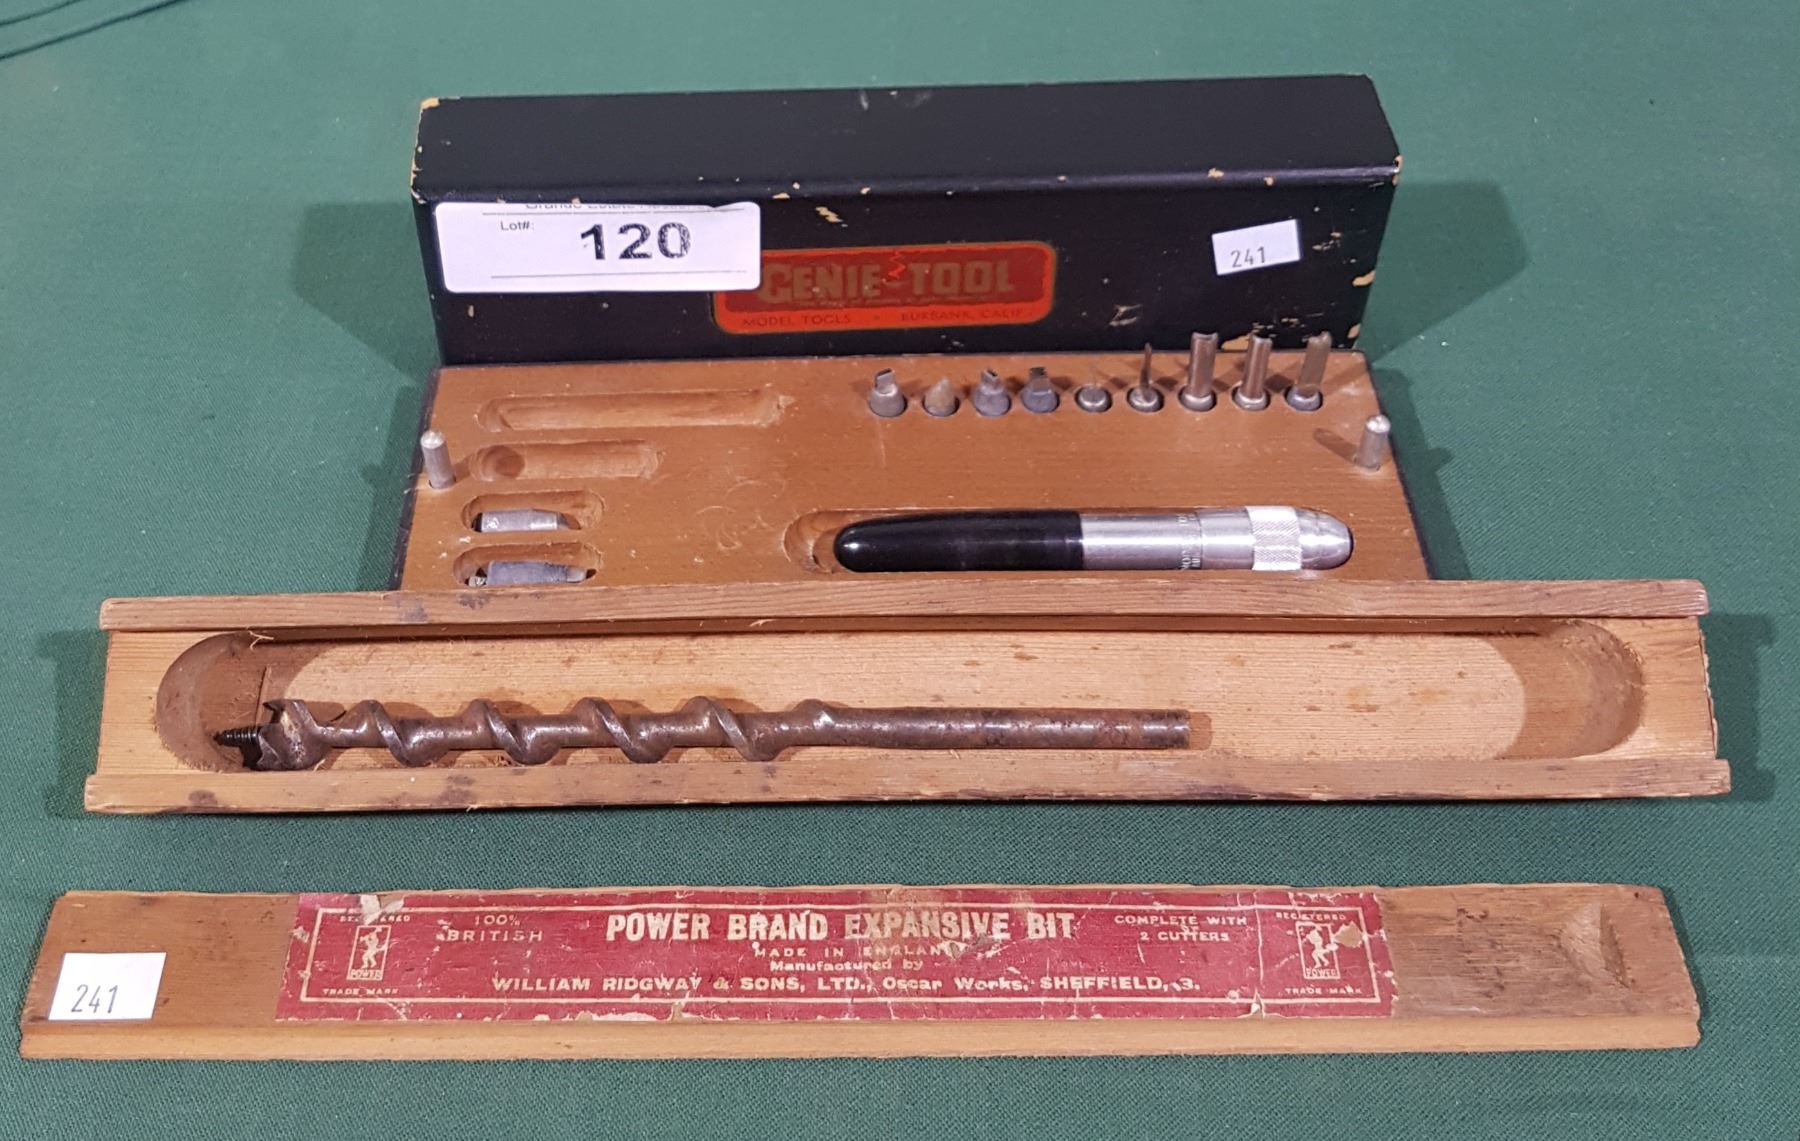 Lot#:
120
241
GENIE-TOOL
MODEL TOOLS BURBANK, CALIF.
REGISTERED
POWER
TRADE MARK
100%
BRITISH
POWER BRAND EXPANSIVE BIT
MADE IN ENGLAND
Manufactured by
WILLIAM RIDGWAY & SONS, LTD., Oscar Works, SHEFFIELD, 3.
COMPLETE WITH
2 CUTTERS
REGISTERED
POWER
TRADE MARK
241